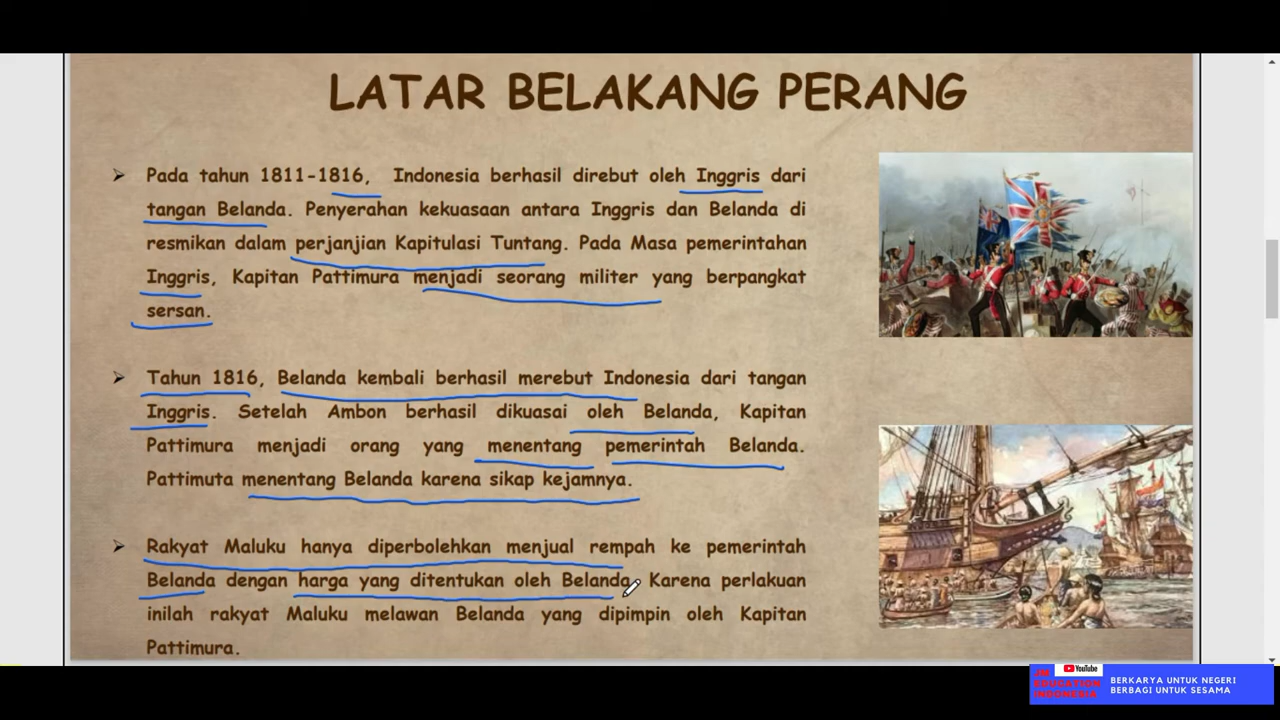 LATAR BELAKANG PERANG
Pada tahun 1811-1816, Indonesia berhasil direbut oleh Inggris dari
tangan Belanda. Penyerahan kekuasaan antara Inggris dan Belanda di
resmikan dalam perjanjian Kapitulasi Tuntang. Pada Masa pemerintahan
Inggris, Kapitan Pattimura menjadi seorang militer yang berpangkat
sersan.
Tahun 1816, Belanda kembali berhasil merebut Indonesia dari tangan
Inggris. Setelah Ambon berhasil dikuasai oleh Belanda, Kapitan
Pattimura menjadi orang yang menentang pemerintah Belanda.
Pattimuta menentang Belanda karena sikap kejamnya.
Rakyat Maluku hanya diperbolehkan menjual rempah ke pemerintah
Belanda dengan harga yang ditentukan oleh Belanda. Karena perlakuan
inilah rakyat Maluku melawan Belanda yang dipimpin oleh Kapitan
Pattimura.
YouTube
JM
EDUCATION
INDONESIA
BERKARYA UNTUK NEGERI
BERBAGI UNTUK SESAMA